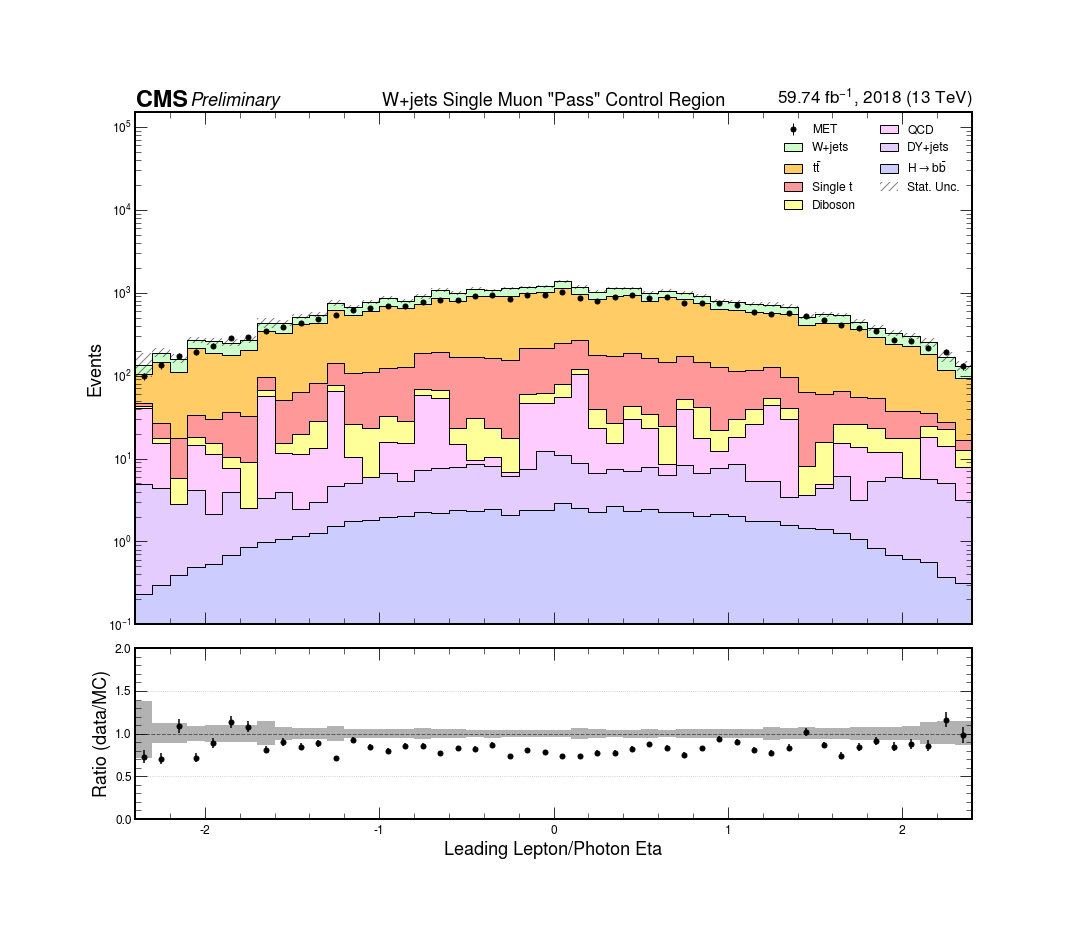 CMS Preliminary W+jets Single Muon "Pass" Control Region 59.74 fb⁻¹, 2018 (13 TeV)
MET
W+jets
tt̄
Single t
Diboson
QCD
DY+jets
H→bb̄
Stat. Unc.
Events
10⁵
10⁴
10³
10²
10¹
10⁰
10⁻¹
Ratio (data/MC)
2.0
1.5
1.0
0.5
0.0
-2 -1 0 1 2
Leading Lepton/Photon Eta